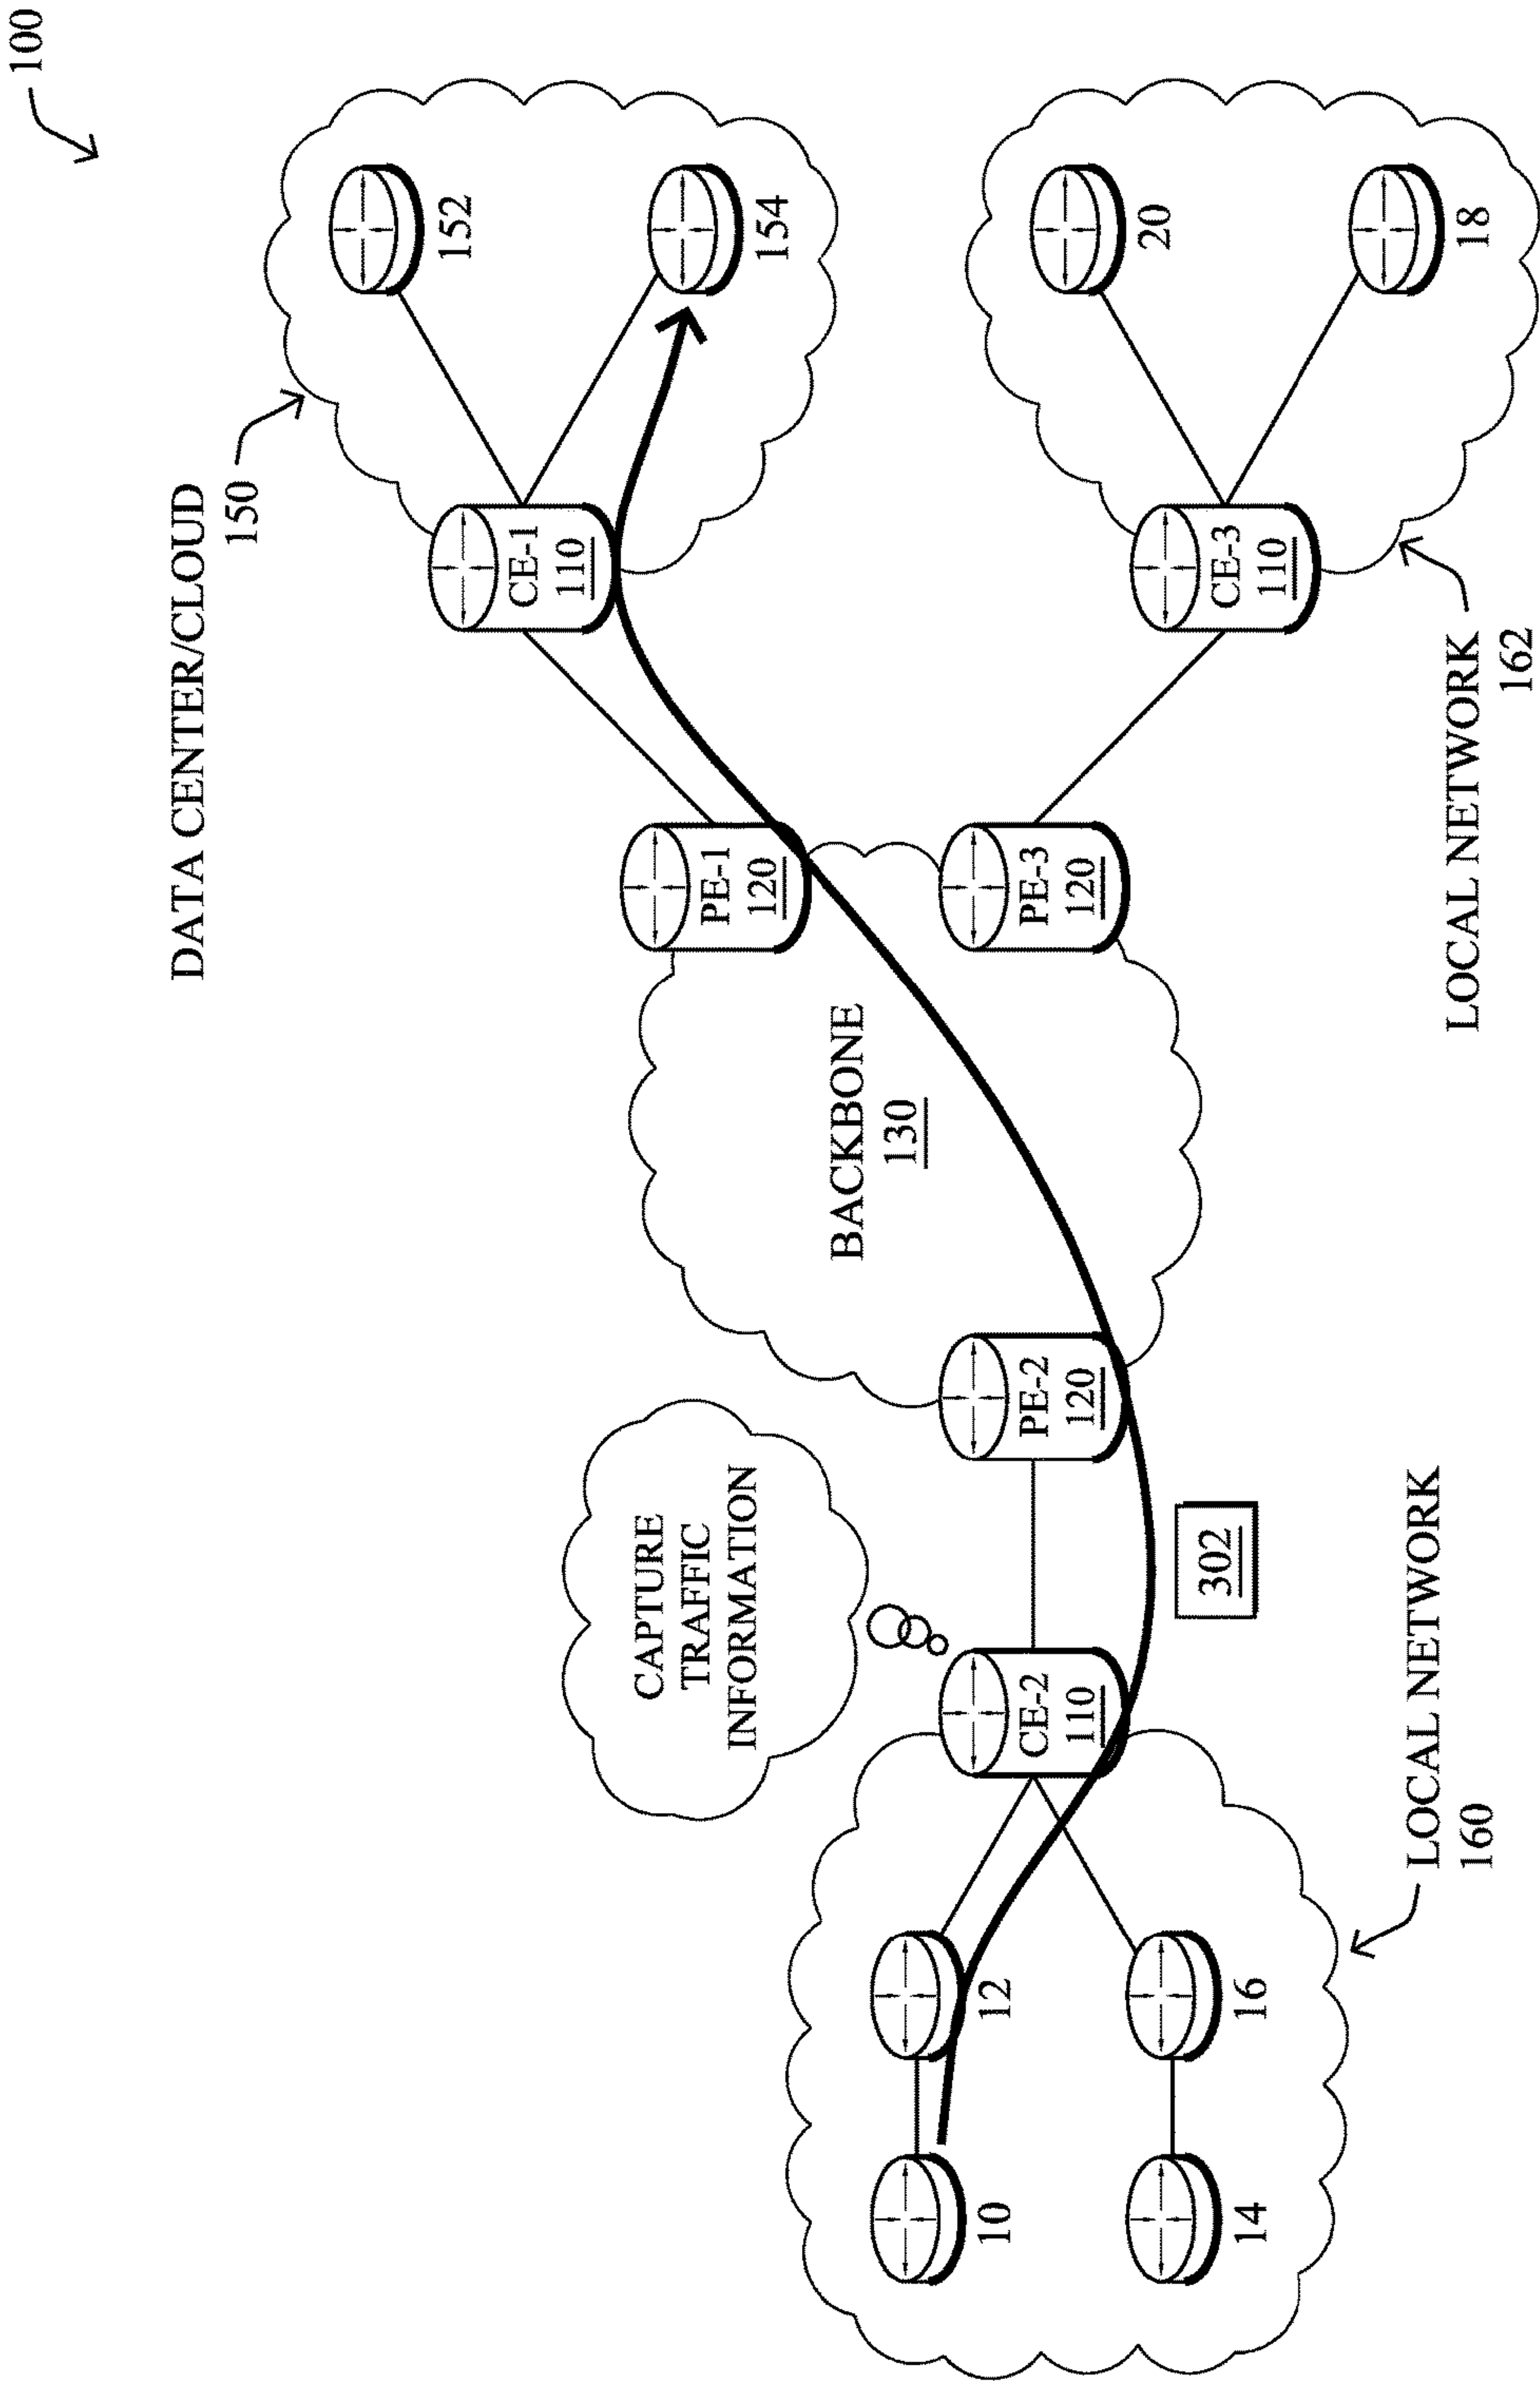 100
DATA CENTER/CLOUD
150
152
CE-1
110
154
PE-1
120
CAPTURE
TRAFFIC
INFORMATION
BACKBONE
130
10
12
CE-2
110
PE-2
120
PE-3
120
20
CE-3
110
18
302
14
16
LOCAL NETWORK
160
LOCAL NETWORK
162